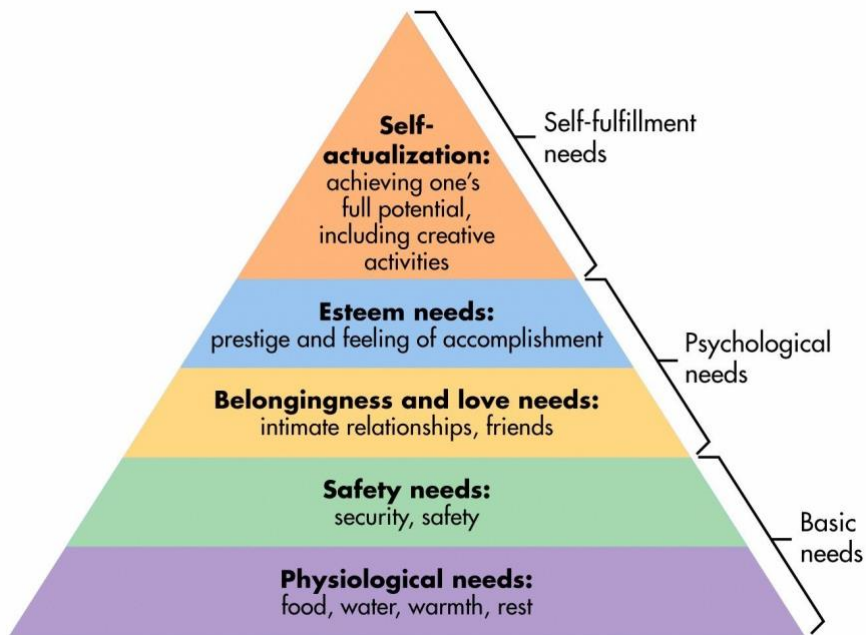 Self-
actualization:
achieving one's
full potential,
including creative
activities
Self-fulfillment
needs
Esteem needs:
prestige and feeling of accomplishment
Psychological
needs
Belongingness and love needs:
intimate relationships, friends
Safety needs:
security, safety
Basic
needs
Physiological needs:
food, water, warmth, rest